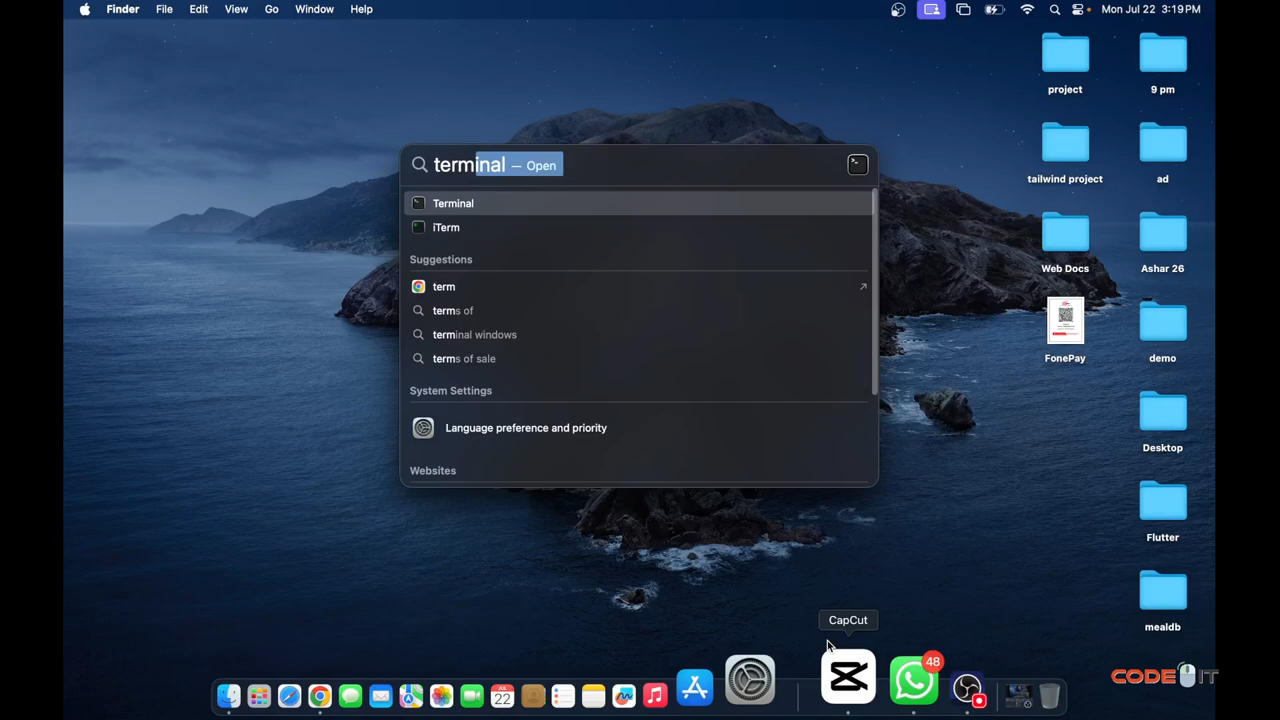 Finder File Edit View Go Window Help
Mon Jul 22 3:19 PM
project
9 pm
tailwind project
ad
Web Docs
Ashar 26
FonePay
demo
Desktop
Flutter
mealdb
terminal — Open
Terminal
iTerm
Suggestions
term
terms of
terminal windows
terms of sale
System Settings
Language preference and priority
Websites
CapCut
48
JUL
22
CODE IT